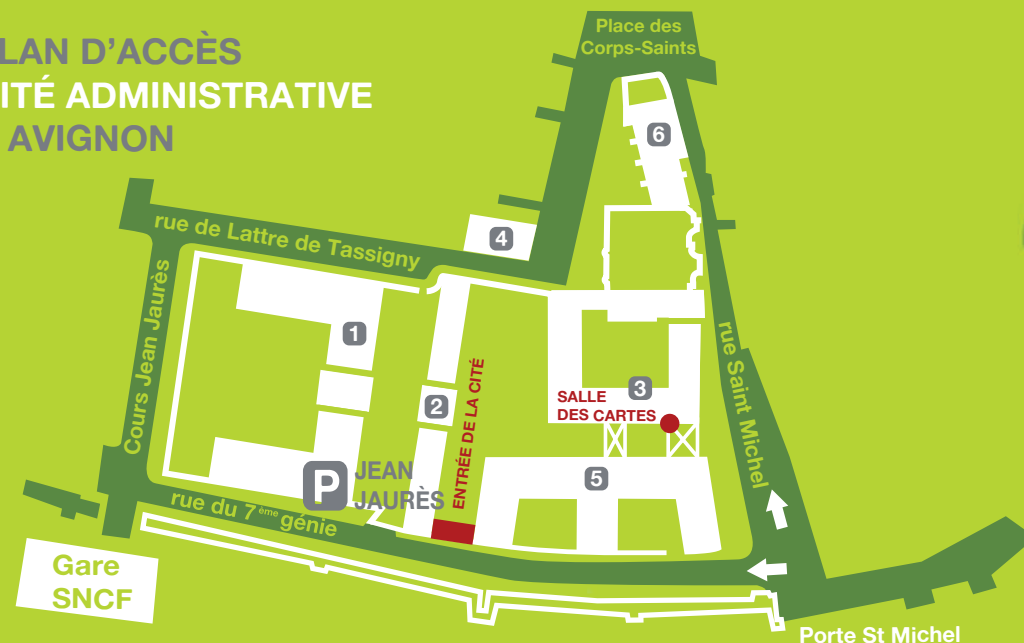 LAN D'ACCÈS
ITÉ ADMINISTRATIVE
AVIGNON
Place des
Corps-Saints
6
rue de Lattre de Tassigny
4
Cours Jean Jaurès
1
2
ENTRÉE DE LA CITÉ
3
SALLE
DES CARTES
rue Saint Michel
5
P
JEAN
JAURÈS
rue du 7ème génie
Gare
SNCF
Porte St Michel